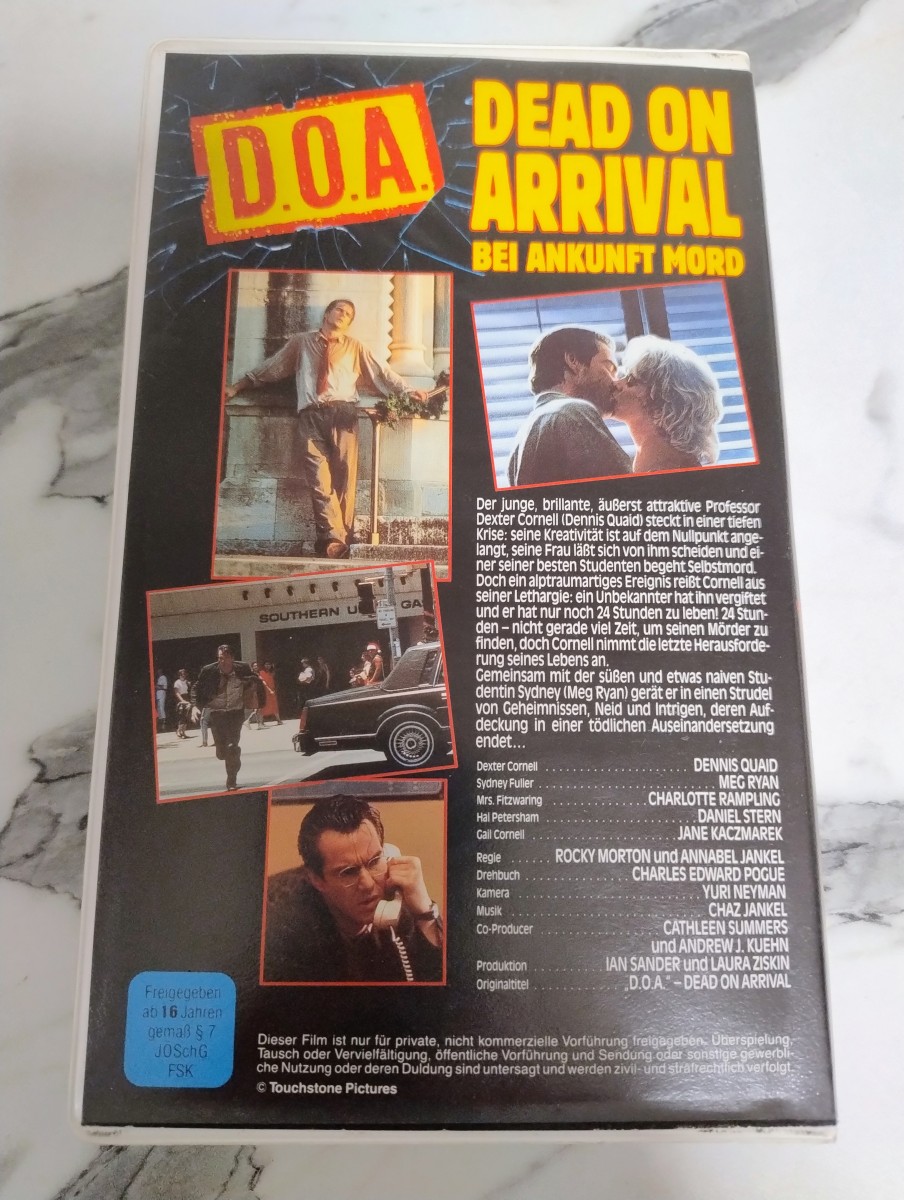 D.O.A.
DEAD ON
ARRIVAL
BEI ANKUNFT MORD
SOUTHERN
Der junge, brillante, äußerst attraktive Professor
Dexter Cornell (Dennis Quaid) steckt in einer tiefen
Krise: seine Kreativität ist auf dem Nullpunkt ange-
langt, seine Frau läßt sich von ihm scheiden und ei-
ner seiner besten Studenten begeht Selbstmord.
Doch ein alptraumartiges Ereignis reißt Cornell aus
seiner Lethargie: ein Unbekannter hat ihn vergiftet
und er hat nur noch 24 Stunden zu leben! 24 Stun-
den – nicht gerade viel Zeit, um seinen Mörder zu
finden, doch Cornell nimmt die letzte Herausforde-
rung seines Lebens an.
Gemeinsam mit der süßen und etwas naiven Stu-
dentin Sydney (Meg Ryan) gerät er in einen Strudel
von Geheimnissen, Neid und Intrigen, deren Auf-
deckung in einer tödlichen Auseinandersetzung
endet...
Dexter Cornell . . . . . . . . . . . . . . . . . . . . . DENNIS QUAID
Sydney Fuller . . . . . . . . . . . . . . . . . . . . . . . . . . MEG RYAN
Mrs. Fitzwaring . . . . . . . . . . . . . . . CHARLOTTE RAMPLING
Hal Petersham . . . . . . . . . . . . . . . . . . . . . . DANIEL STERN
Gail Cornell . . . . . . . . . . . . . . . . . . . . . JANE KACZMAREK
Regie . . . . . . ROCKY MORTON und ANNABEL JANKEL
Drehbuch . . . . . . . . . . . . . . CHARLES EDWARD POGUE
Kamera . . . . . . . . . . . . . . . . . . . . . . . . . YURI NEYMAN
Musik . . . . . . . . . . . . . . . . . . . . . . . . . . CHAZ JANKEL
Co-Producer . . . . . . . . . . . . . . . . CATHLEEN SUMMERS
und ANDREW J. KUEHN
Produktion . . . . . . . . . IAN SANDER und LAURA ZISKIN
Originaltitel . . . . . . . . . . . „D.O.A.“ – DEAD ON ARRIVAL
Freigegeben
ab 16 Jahren
gemäß § 7
JÖSchG
FSK
Dieser Film ist nur für private, nicht kommerzielle Vorführung freigegeben. Überspielung,
Tausch oder Vervielfältigung, öffentliche Vorführung und Sendung oder sonstige gewerbli-
che Nutzung oder deren Duldung sind untersagt und werden zivil- und strafrechtlich verfolgt.
© Touchstone Pictures